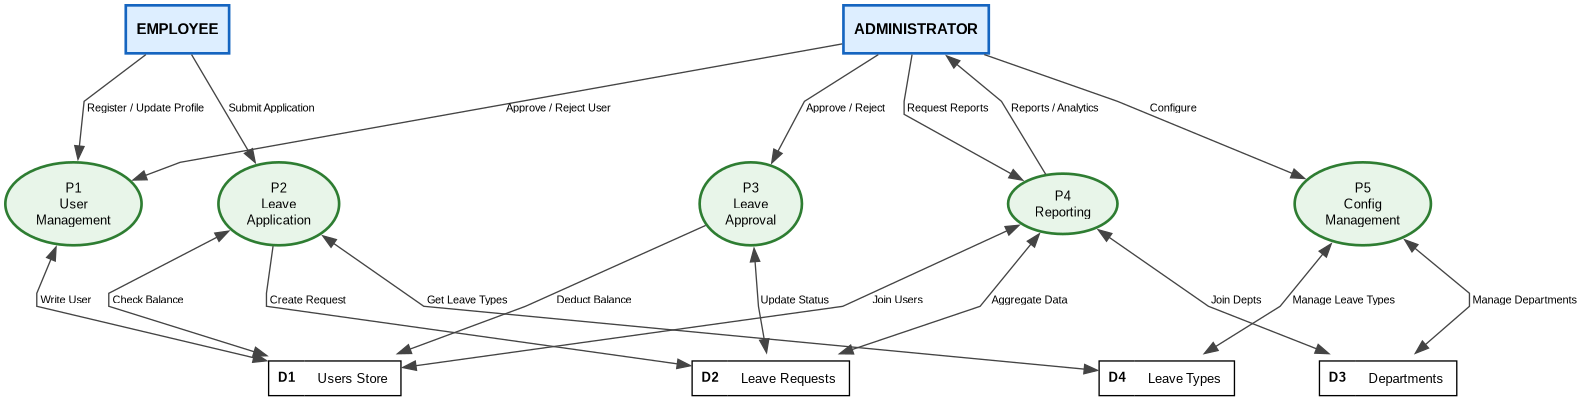 EMPLOYEE
ADMINISTRATOR
Register / Update Profile
Submit Application
Approve / Reject User
Approve / Reject
Request Reports
Reports / Analytics
Configure
P1
User
Management
P2
Leave
Application
P3
Leave
Approval
P4
Reporting
P5
Config
Management
Write User
Check Balance
Create Request
Get Leave Types
Deduct Balance
Update Status
Join Users
Aggregate Data
Join Depts
Manage Leave Types
Manage Departments
D1 Users Store
D2 Leave Requests
D4 Leave Types
D3 Departments